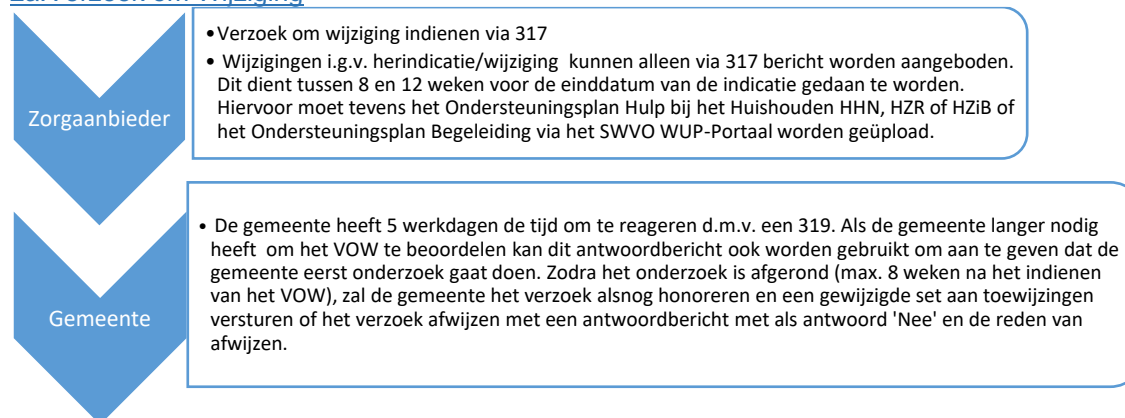 Zorgaanbieder
•Verzoek om wijziging indienen via 317
• Wijzigingen i.g.v. herindicatie/wijziging kunnen alleen via 317 bericht worden aangeboden.
Dit dient tussen 8 en 12 weken voor de einddatum van de indicatie gedaan te worden.
Hiervoor moet tevens het Ondersteuningsplan Hulp bij het Huishouden HHN, HZR of HZiB of
het Ondersteuningsplan Begeleiding via het SWVO WUP-Portaal worden geüpload.
Gemeente
• De gemeente heeft 5 werkdagen de tijd om te reageren d.m.v. een 319. Als de gemeente langer nodig
heeft om het VOW te beoordelen kan dit antwoordbericht ook worden gebruikt om aan te geven dat de
gemeente eerst onderzoek gaat doen. Zodra het onderzoek is afgerond (max. 8 weken na het indienen
van het VOW), zal de gemeente het verzoek alsnog honoreren en een gewijzigde set aan toewijzingen
versturen of het verzoek afwijzen met een antwoordbericht met als antwoord 'Nee' en de reden van
afwijzen.